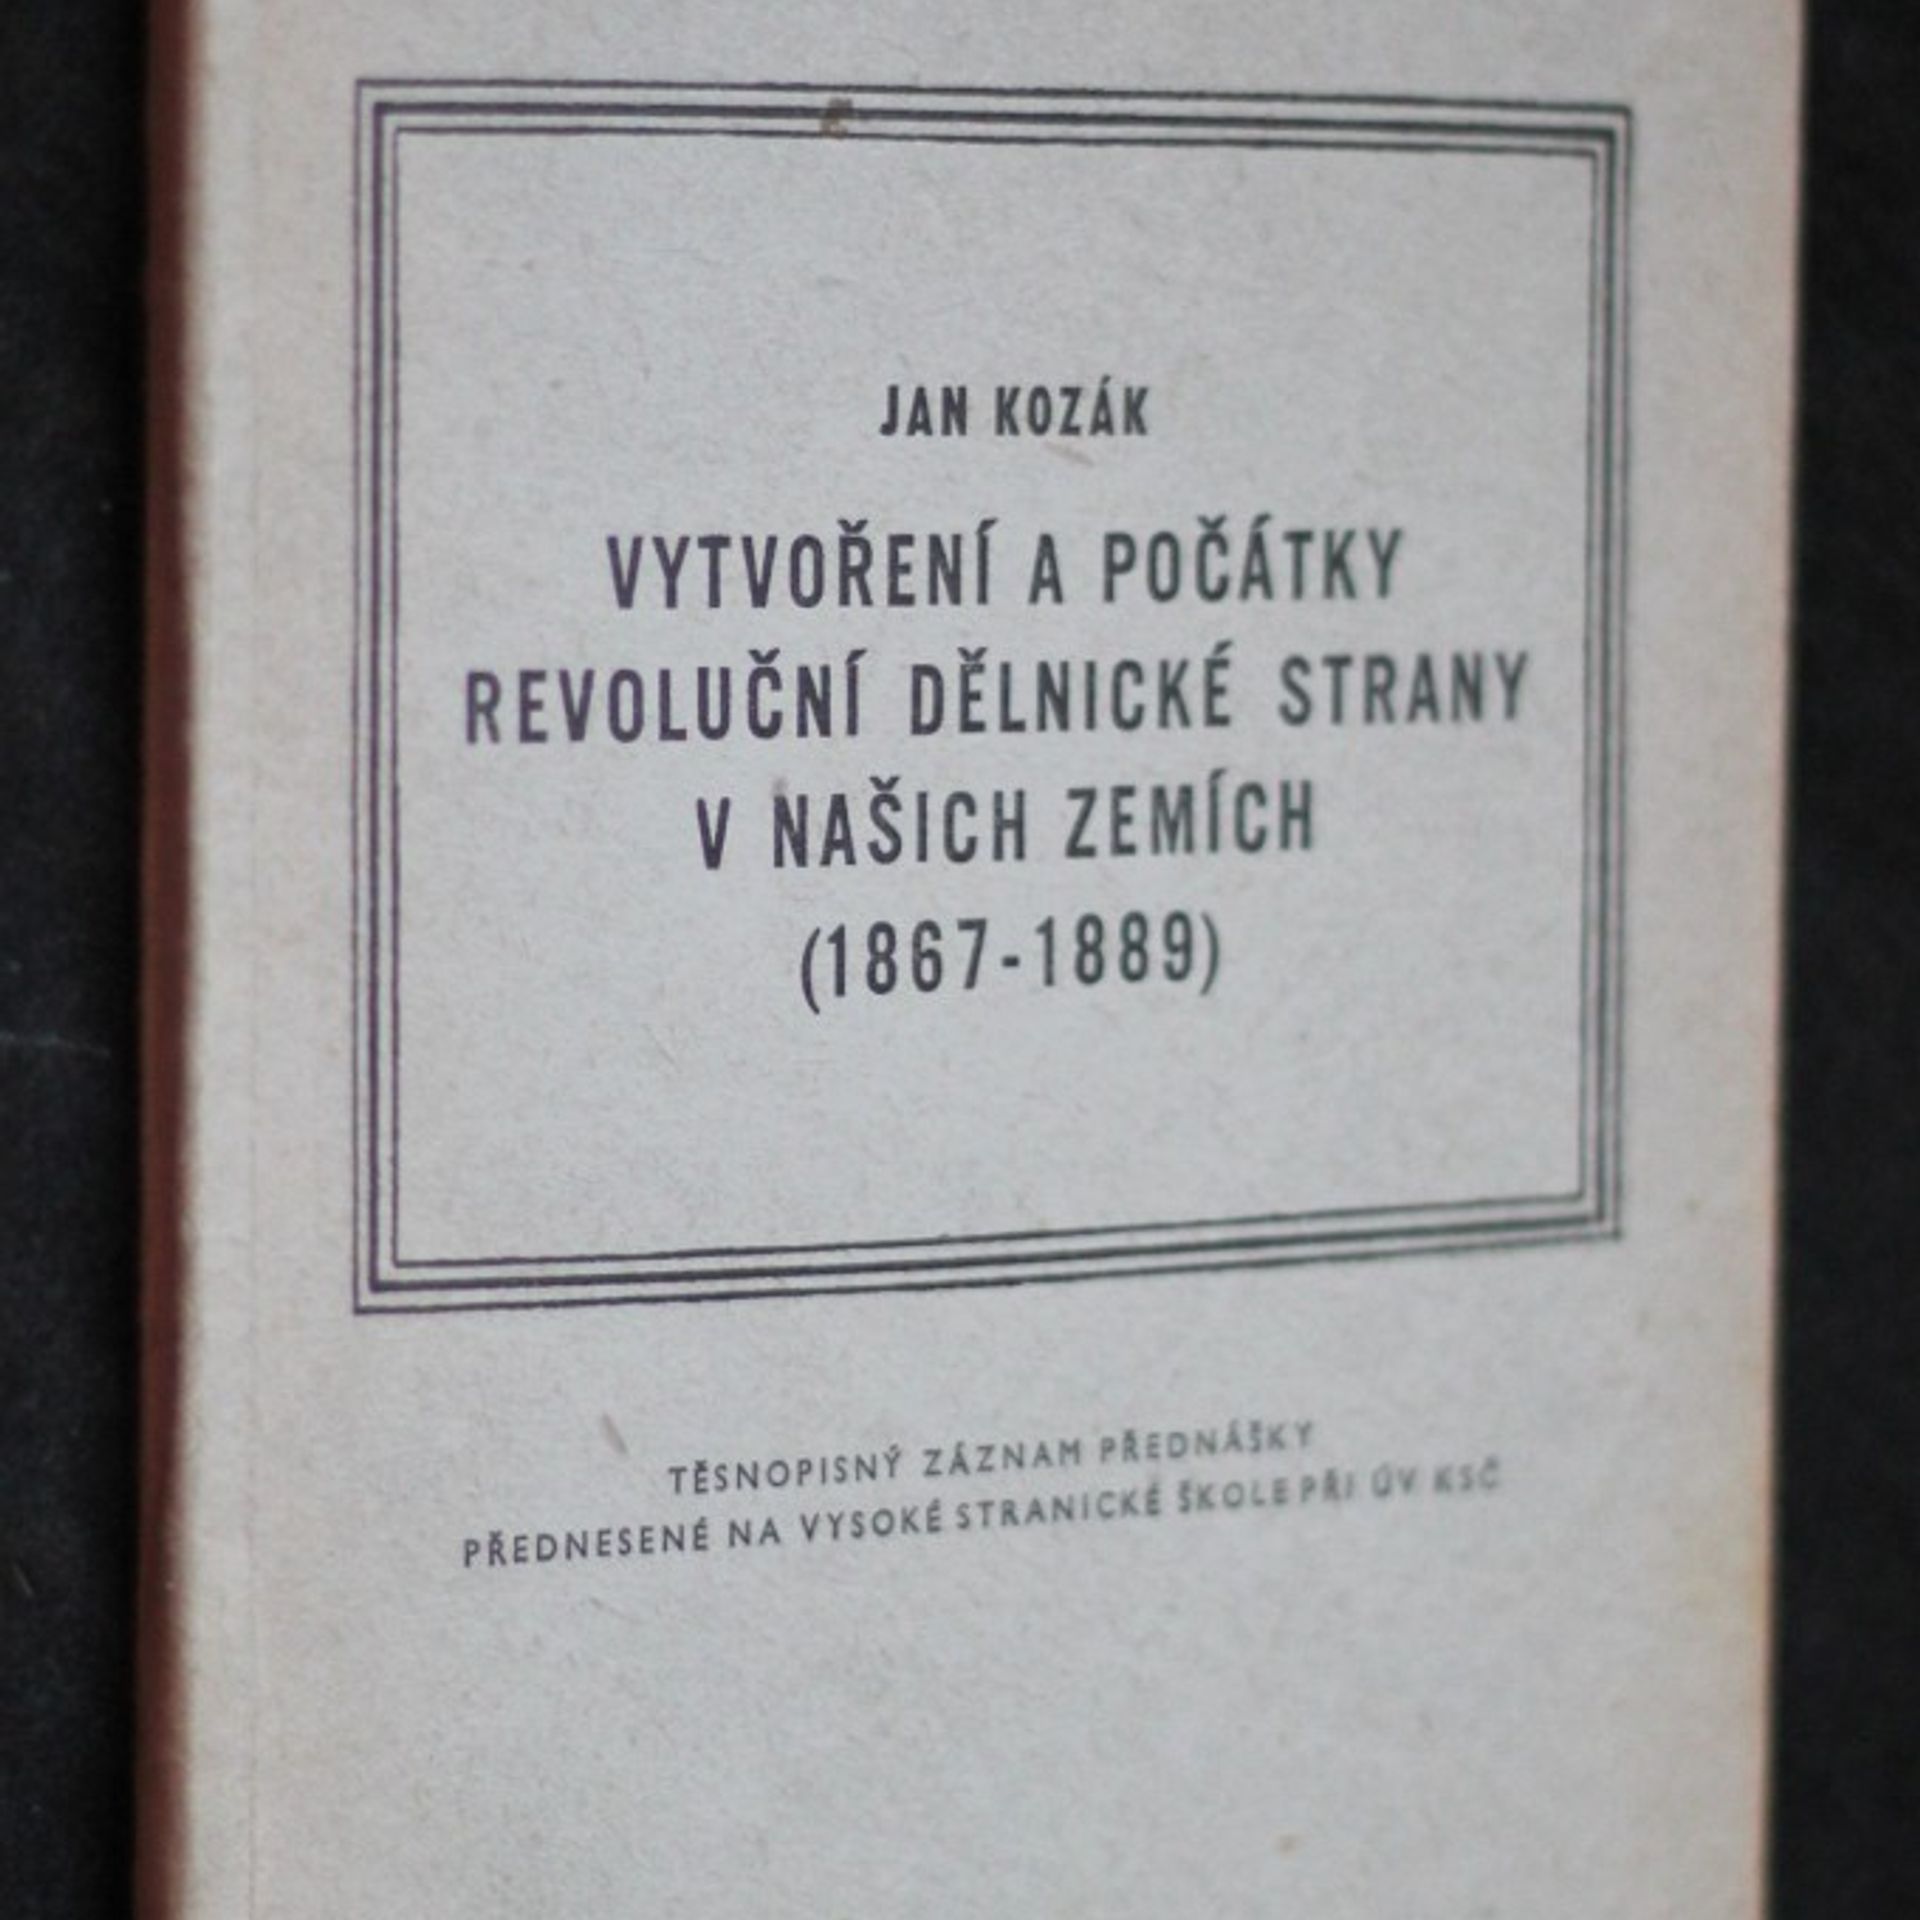 JAN KOZÁK
VYTVOŘENÍ A POČÁTKY
REVOLUČNÍ DĚLNICKÉ STRANY
V NAŠICH ZEMÍCH
(1867-1889)
TĚSNOPISNÝ ZÁZNAM PŘEDNÁŠKY
PŘEDNESENÉ NA VYSOKÉ STRANICKÉ ŠKOLE PŘI ÚV KSČ